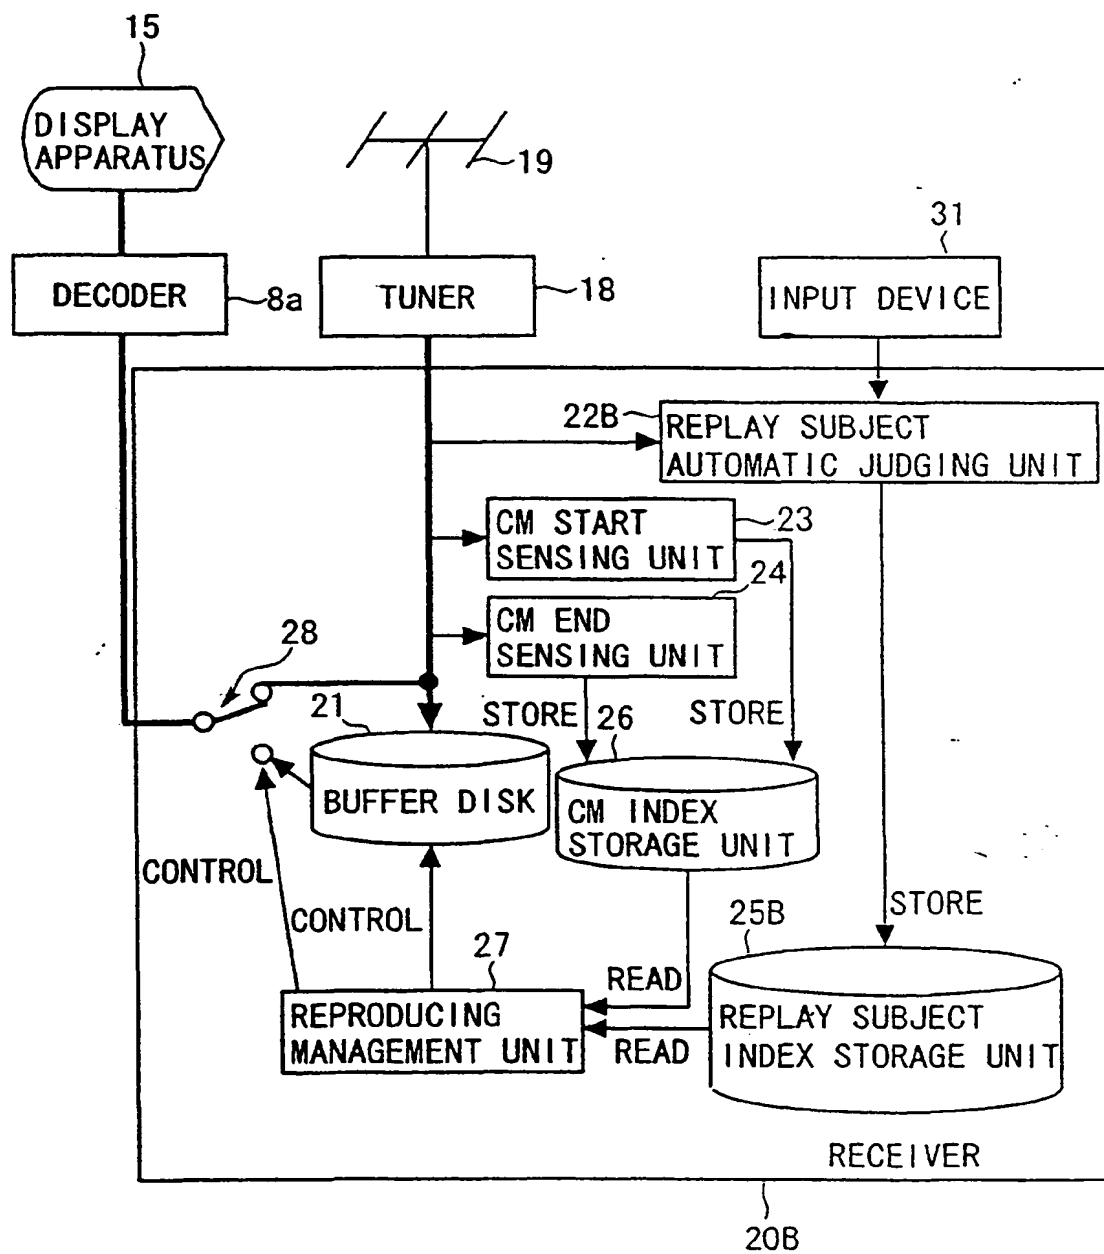 15
DISPLAY
APPARATUS
19
31
DECODER
8a
TUNER
18
INPUT DEVICE
22B
REPLAY SUBJECT
AUTOMATIC JUDGING UNIT
CM START
SENSING UNIT
23
24
CM END
SENSING UNIT
28
21
STORE
26
STORE
BUFFER DISK
CM INDEX
STORAGE UNIT
CONTROL
CONTROL
STORE
25B
27
READ
REPRODUCING
MANAGEMENT UNIT
READ
REPLAY SUBJECT
INDEX STORAGE UNIT
RECEIVER
20B